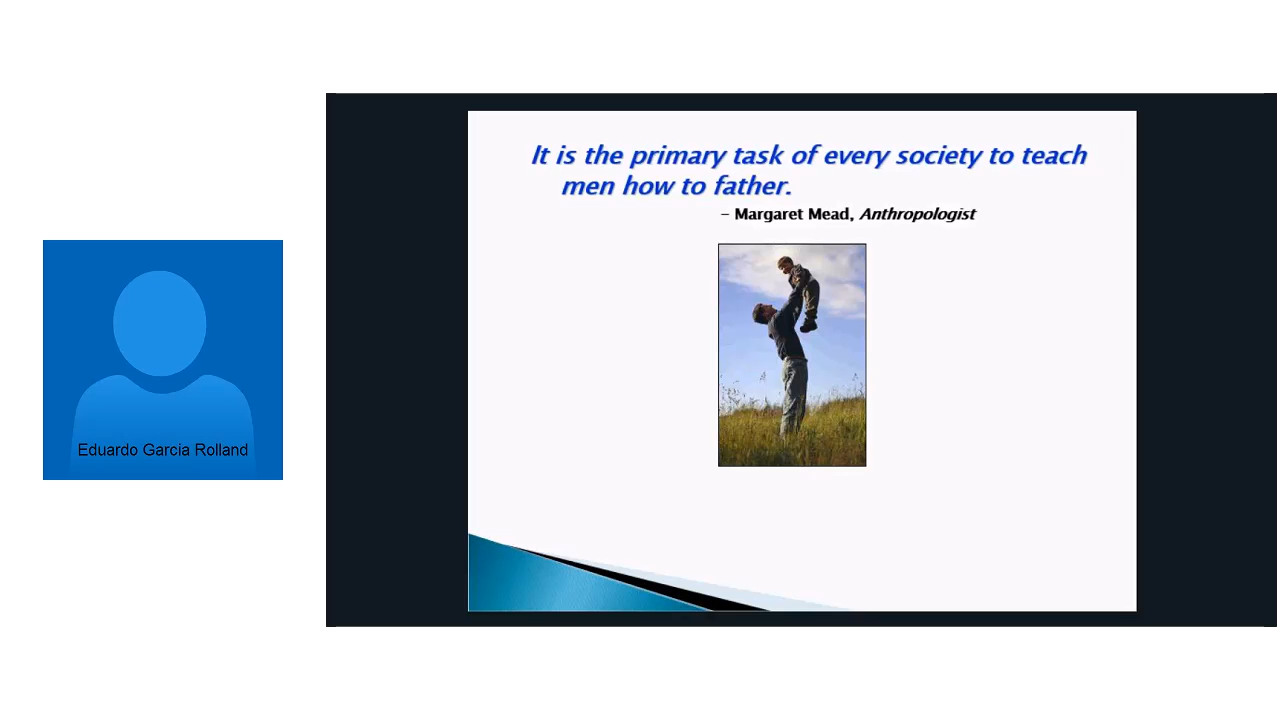 It is the primary task of every society to teach
men how to father.
– Margaret Mead, Anthropologist
Eduardo Garcia Rolland